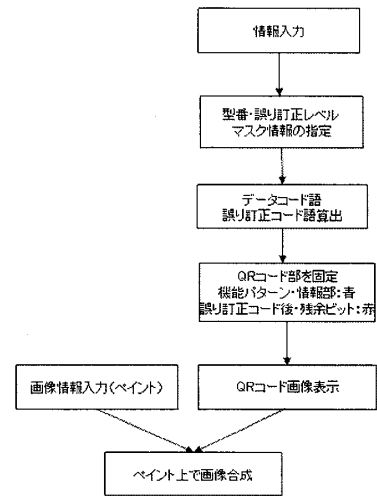 情報入力
型番・誤り訂正レベル
マスク情報の指定
データコード語
誤り訂正コード語算出
QRコード部を固定
機能パターン・情報部:青
誤り訂正コード後・残余ビット:赤
画像情報入力(ペイント)
QRコード画像表示
ペイント上で画像合成